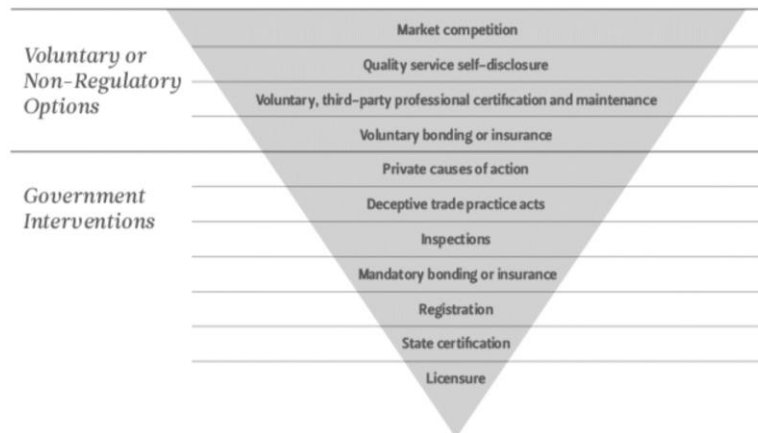 Voluntary or
Non-Regulatory
Options
Market competition
Quality service self-disclosure
Voluntary, third-party professional certification and maintenance
Voluntary bonding or insurance
Government
Interventions
Private causes of action
Deceptive trade practice acts
Inspections
Mandatory bonding or insurance
Registration
State certification
Licensure